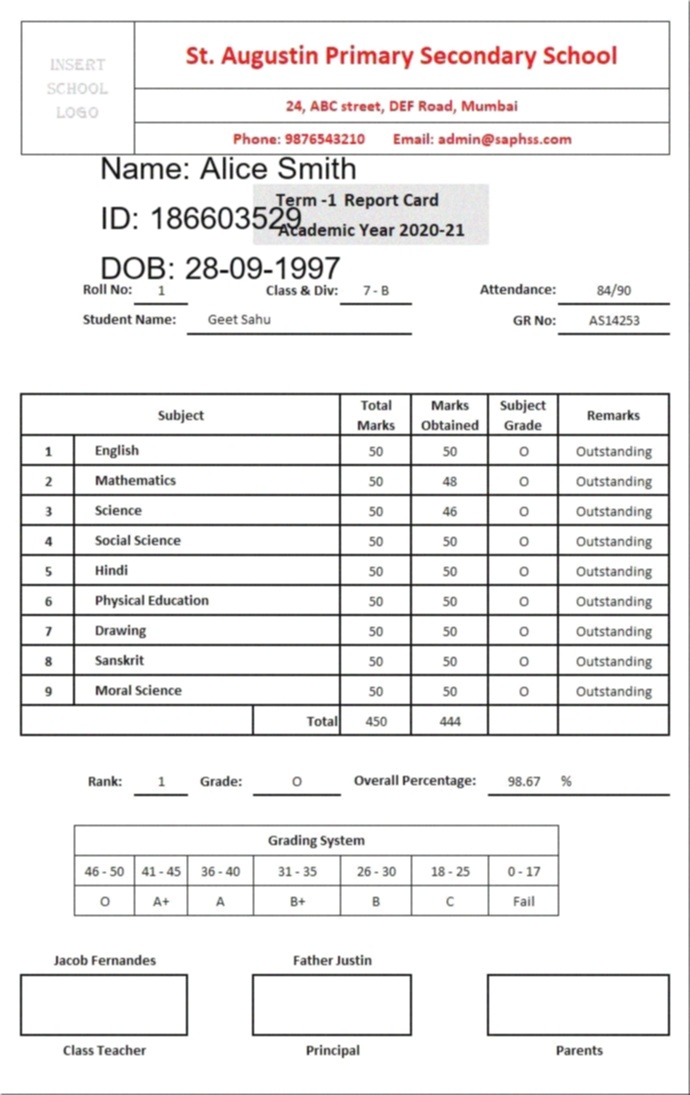 INSERT
SCHOOL
LOGO
St. Augustin Primary Secondary School
24, ABC street, DEF Road, Mumbai
Phone: 9876543210 Email: admin@saphss.com
Name: Alice Smith
Term -1 Report Card
ID: 186603529
Academic Year 2020-21
DOB: 28-09-1997
Roll No: 1 Class & Div: 7 - B Attendance: 84/90
Student Name: Geet Sahu GR No: AS14253
Subject Total Marks Marks Obtained Subject Grade Remarks
1 English 50 50 O Outstanding
2 Mathematics 50 48 O Outstanding
3 Science 50 46 O Outstanding
4 Social Science 50 50 O Outstanding
5 Hindi 50 50 O Outstanding
6 Physical Education 50 50 O Outstanding
7 Drawing 50 50 O Outstanding
8 Sanskrit 50 50 O Outstanding
9 Moral Science 50 50 O Outstanding
Total 450 444
Rank: 1 Grade: O Overall Percentage: 98.67 %
Grading System
46 - 50 41 - 45 36 - 40 31 - 35 26 - 30 18 - 25 0 - 17
O A+ A B+ B C Fail
Jacob Fernandes Father Justin
Class Teacher Principal Parents